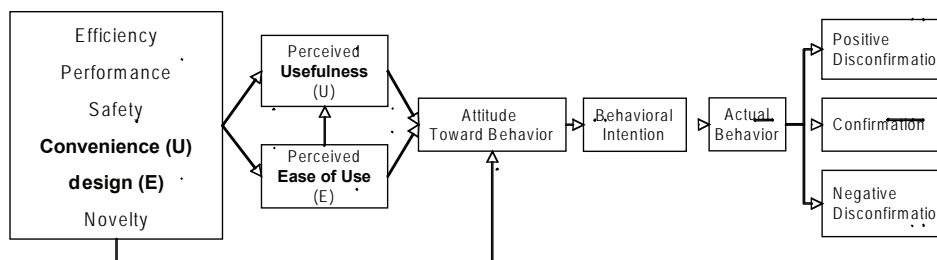 Efficiency
Performance
Safety
Convenience (U)
design (E)
Novelty
Perceived
Usefulness
(U)
Perceived
Ease of Use
(E)
Attitude
Toward Behavior
Behavioral
Intention
Actual
Behavior
Positive
Disconfirmatio
Confirmation
Negative
Disconfirmatio